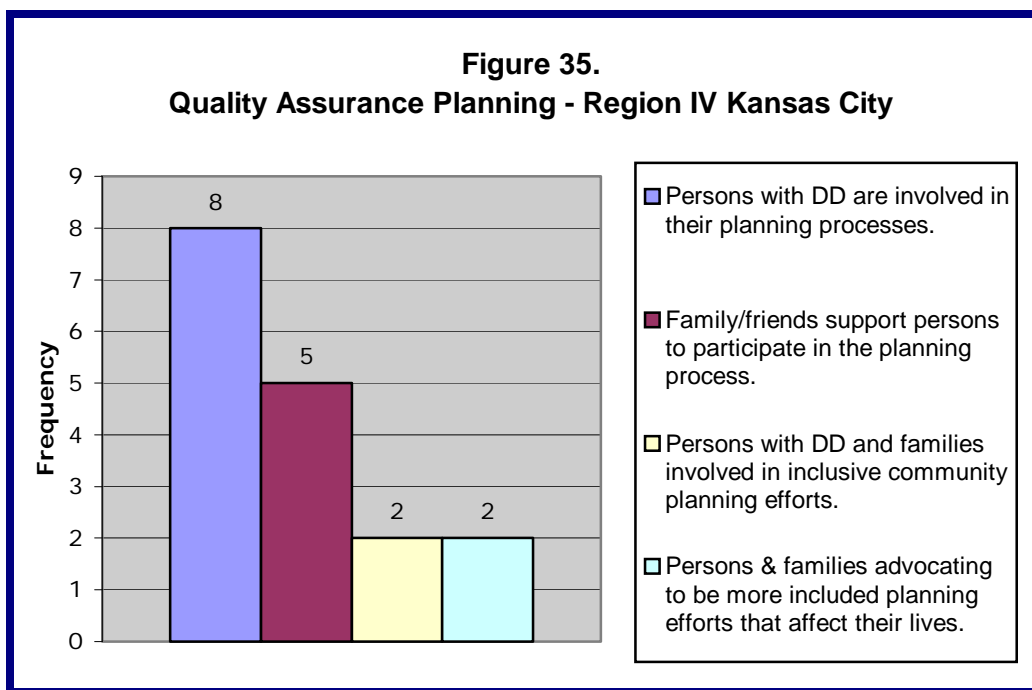 Figure 35.
Quality Assurance Planning - Region IV Kansas City
Frequency
9
8
7
6
5
4
3
2
1
0
8
5
2
2
Persons with DD are involved in
their planning processes.
Family/friends support persons
to participate in the planning
process.
Persons with DD and families
involved in inclusive community
planning efforts.
Persons & families advocating
to be more included planning
efforts that affect their lives.